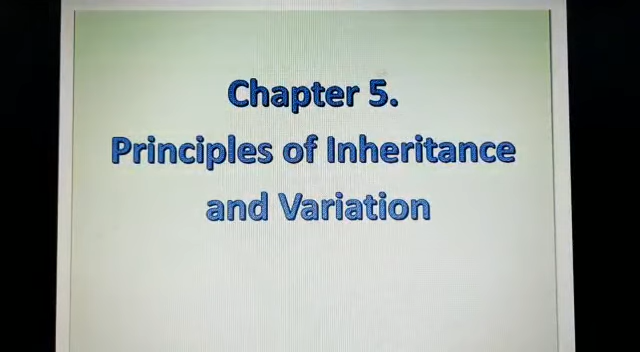 Chapter 5.
Principles of Inheritance
and Variation